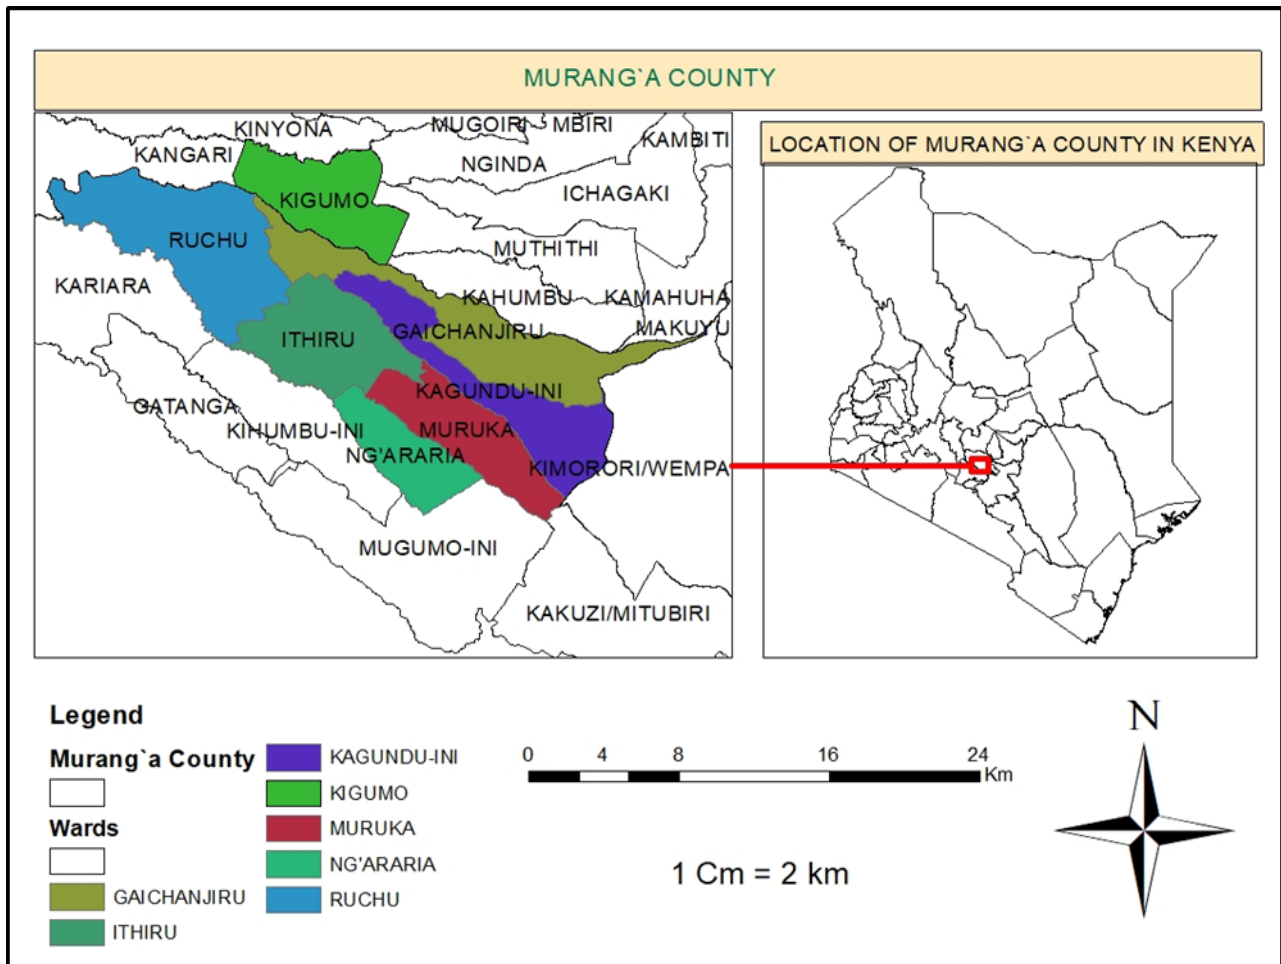 MURANG`A COUNTY
LOCATION OF MURANG`A COUNTY IN KENYA
KINYONA
MUGOIRI
MBIRI
KAMBITI
KANGARI
NGINDA
ICHAGAKI
KIGUMO
RUCHU
MUTHITHI
KARIARA
KAHUMBU
KAMAHUHA
ITHIRU
GAICHANJIRU
MAKUYU
KAGUNDU-INI
GATANGA
KIHUMBU-INI
MURUKA
NG'ARARIA
KIMORORI/WEMPA
MUGUMO-INI
KAKUZI/MITUBIRI
Legend
Murang`a County
Wards
GAICHANJIRU
ITHIRU
KAGUNDU-INI
KIGUMO
MURUKA
NG'ARARIA
RUCHU
0 4 8 16 24
Km
1 Cm = 2 km
N